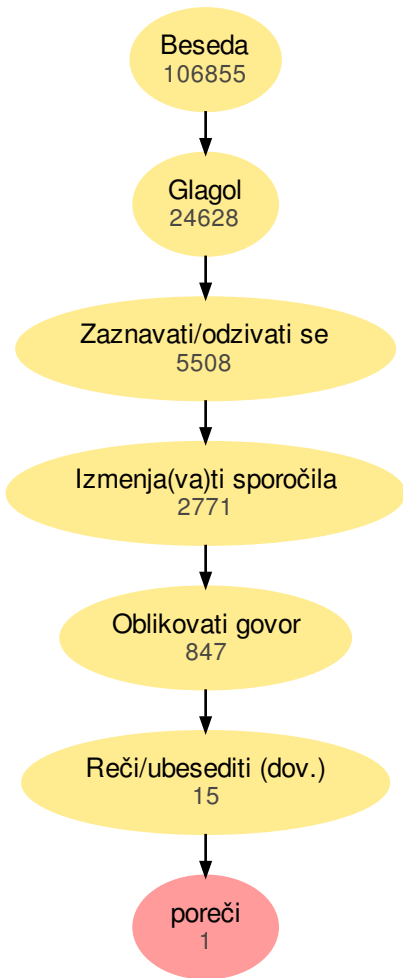 Beseda
106855
Glagol
24628
Zaznavati/odzivati se
5508
Izmenja(va)ti sporočila
2771
Oblikovati govor
847
Reči/ubesediti (dov.)
15
poreči
1